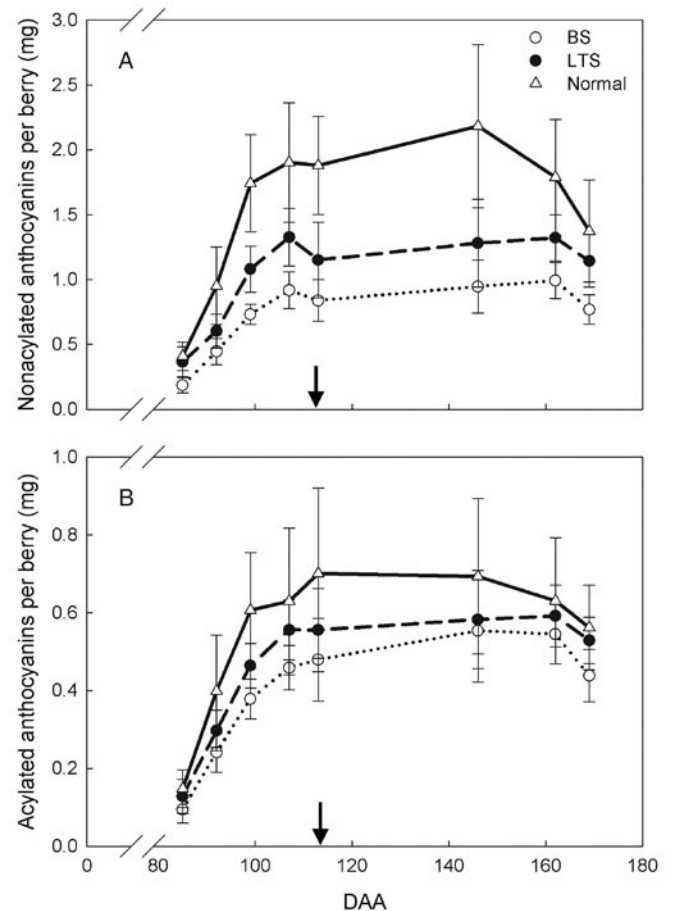 3.0
A
BS
LTS
Normal
2.5
2.0
1.5
1.0
0.5
0.0
Nonacylated anthocyanins per berry (mg)
1.0
B
0.8
0.6
0.4
0.2
0.0
Acylated anthocyanins per berry (mg)
0 80 100 120 140 160 180
DAA